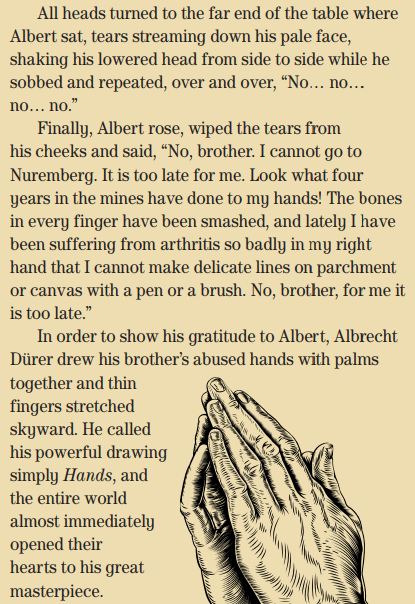 All heads turned to the far end of the table where
Albert sat, tears streaming down his pale face,
shaking his lowered head from side to side while he
sobbed and repeated, over and over, “No… no…
no… no.”
Finally, Albert rose, wiped the tears from
his cheeks and said, “No, brother. I cannot go to
Nuremberg. It is too late for me. Look what four
years in the mines have done to my hands! The bones
in every finger have been smashed, and lately I have
been suffering from arthritis so badly in my right
hand that I cannot make delicate lines on parchment
or canvas with a pen or a brush. No, brother, for me it
is too late.”
In order to show his gratitude to Albert, Albrecht
Dürer drew his brother’s abused hands with palms
together and thin
fingers stretched
skyward. He called
his powerful drawing
simply Hands, and
the entire world
almost immediately
opened their
hearts to his great
masterpiece.